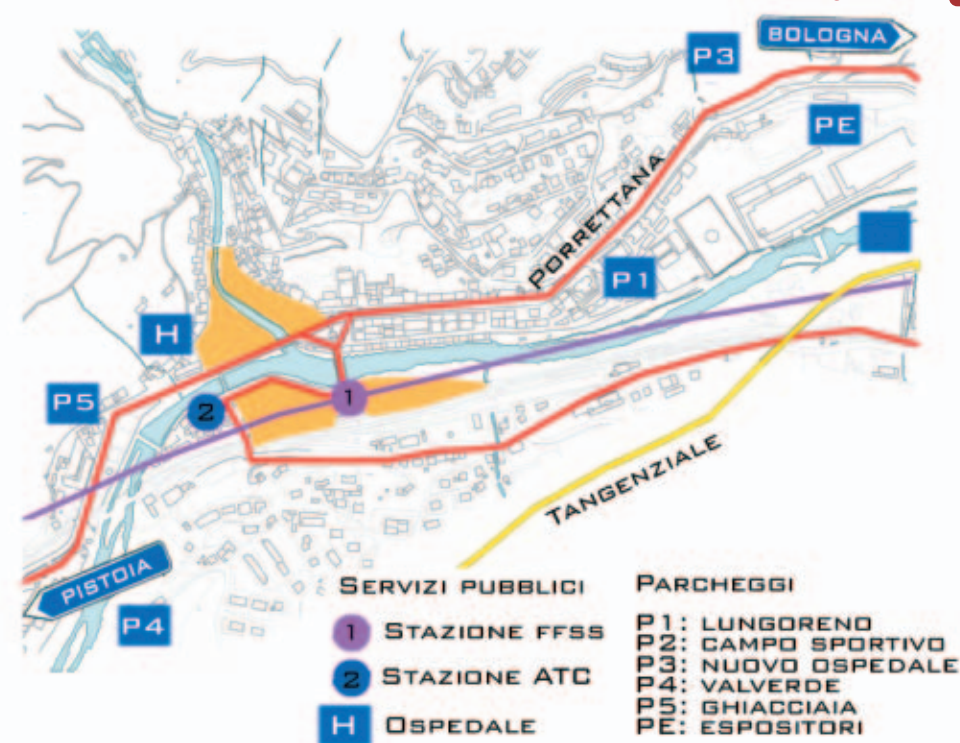 BOLOGNA
P3
PE
PORRETTANA
P1
H
P5
1
2
TANGENZIALE
PISTOIA
P4
SERVIZI PUBBLICI
1 STAZIONE FFSS
2 STAZIONE ATC
H OSPEDALE
PARCHEGGI
P1: LUNGORENO
P2: CAMPO SPORTIVO
P3: NUOVO OSPEDALE
P4: VALVERDE
P5: GHIACCIAIA
PE: ESPOSITORI